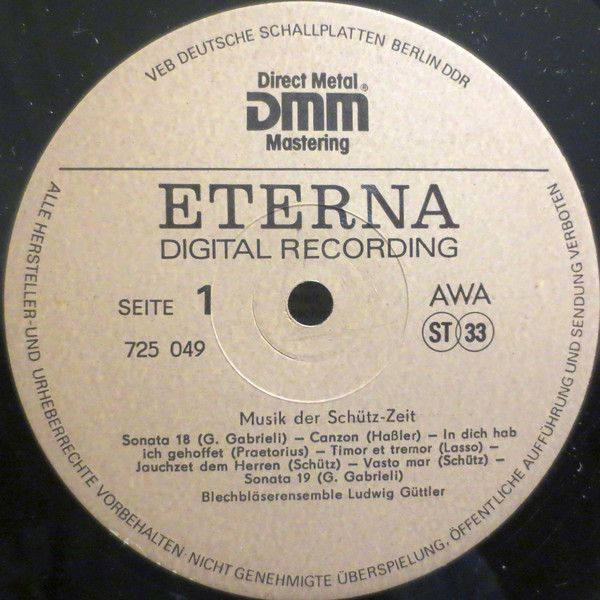 VEB DEUTSCHE SCHALLPLATTEN BERLIN DDR
Direct Metal®
DMM
Mastering
ETERNA
DIGITAL RECORDING
SEITE 1
AWA
725 049
ST 33
Musik der Schütz-Zeit
Sonata 18 (G. Gabrieli) – Canzon (Haßler) – In dich hab
ich gehoffet (Praetorius) – Timor et tremor (Lasso) –
Jauchzet dem Herren (Schütz) – Vasto mar (Schütz) –
Sonata 19 (G. Gabrieli)
Blechbläserensemble Ludwig Güttler
ALLE HERSTELLER-UND URHEBERRECHTE VORBEHALTEN·NICHT GENEHMIGTE ÜBERSPIELUNG, ÖFFENTLICHE AUFFÜHRUNG UND SENDUNG VERBOTEN